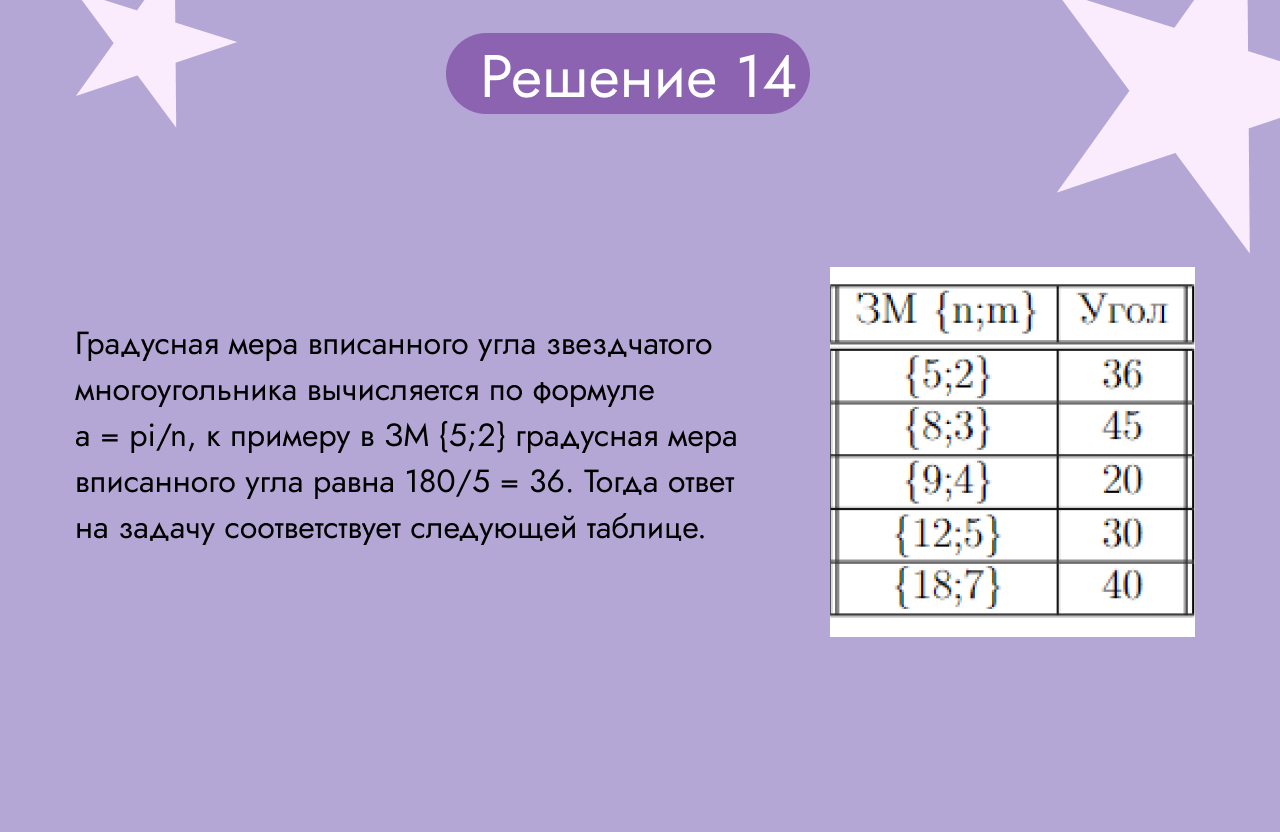 Решение 14
Градусная мера вписанного угла звездчатого
многоугольника вычисляется по формуле
a = pi/n, к примеру в ЗМ {5;2} градусная мера
вписанного угла равна 180/5 = 36. Тогда ответ
на задачу соответствует следующей таблице.
ЗМ {n;m} Угол
{5;2} 36
{8;3} 45
{9;4} 20
{12;5} 30
{18;7} 40